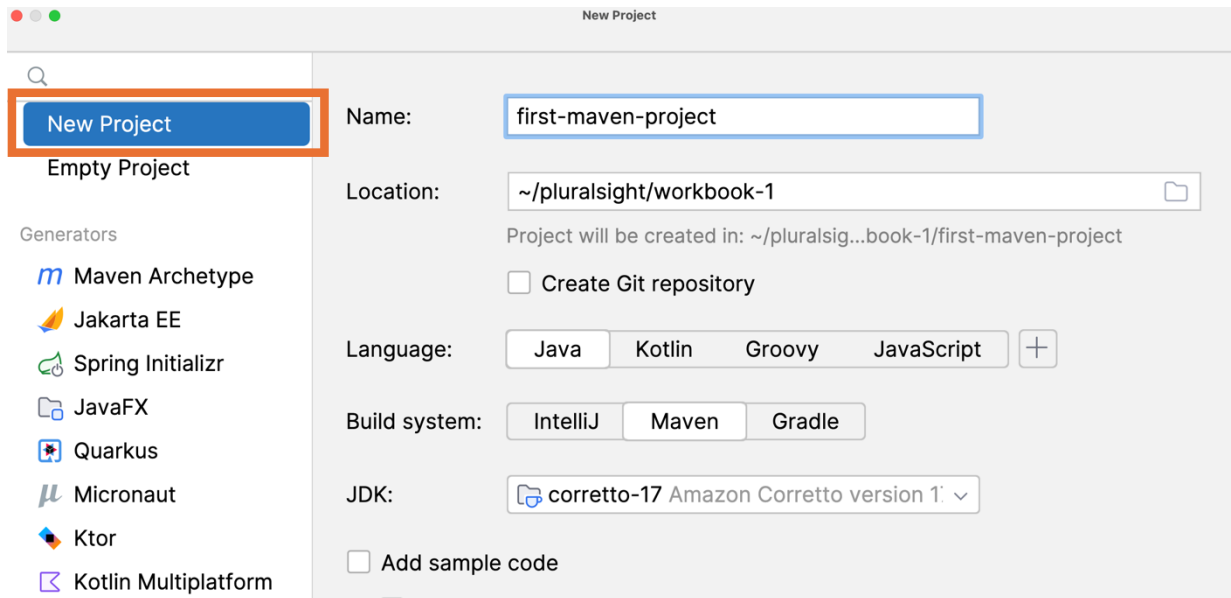 New Project
New Project
Empty Project
Generators
Maven Archetype
Jakarta EE
Spring Initializr
JavaFX
Quarkus
Micronaut
Ktor
Kotlin Multiplatform
Name:
first-maven-project
Location:
~/pluralsight/workbook-1
Project will be created in: ~/pluralsig...book-1/first-maven-project
Create Git repository
Language:
Java Kotlin Groovy JavaScript
Build system:
IntelliJ Maven Gradle
JDK:
corretto-17 Amazon Corretto version
Add sample code